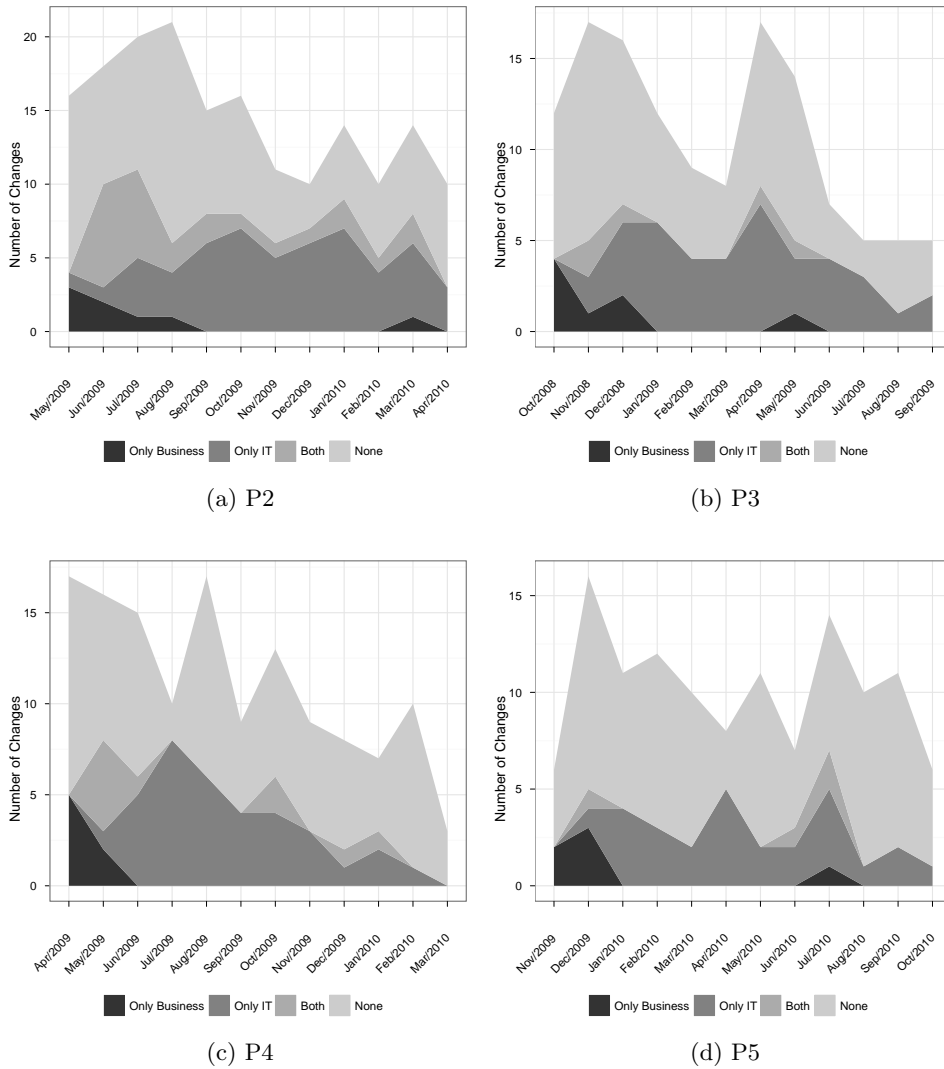 Number of Changes
20
15
10
5
0
May/2009
Jun/2009
Jul/2009
Aug/2009
Sep/2009
Oct/2009
Nov/2009
Dec/2009
Jan/2010
Feb/2010
Mar/2010
Apr/2010
Only Business Only IT Both None
(a) P2
Number of Changes
15
10
5
0
Oct/2008
Nov/2008
Dec/2008
Jan/2009
Feb/2009
Mar/2009
Apr/2009
May/2009
Jun/2009
Jul/2009
Aug/2009
Sep/2009
Only Business Only IT Both None
(b) P3
Number of Changes
15
10
5
0
Apr/2009
May/2009
Jun/2009
Jul/2009
Aug/2009
Sep/2009
Oct/2009
Nov/2009
Dec/2009
Jan/2010
Feb/2010
Mar/2010
Only Business Only IT Both None
(c) P4
Number of Changes
15
10
5
0
Nov/2009
Dec/2009
Jan/2010
Feb/2010
Mar/2010
Apr/2010
May/2010
Jun/2010
Jul/2010
Aug/2010
Sep/2010
Oct/2010
Only Business Only IT Both None
(d) P5